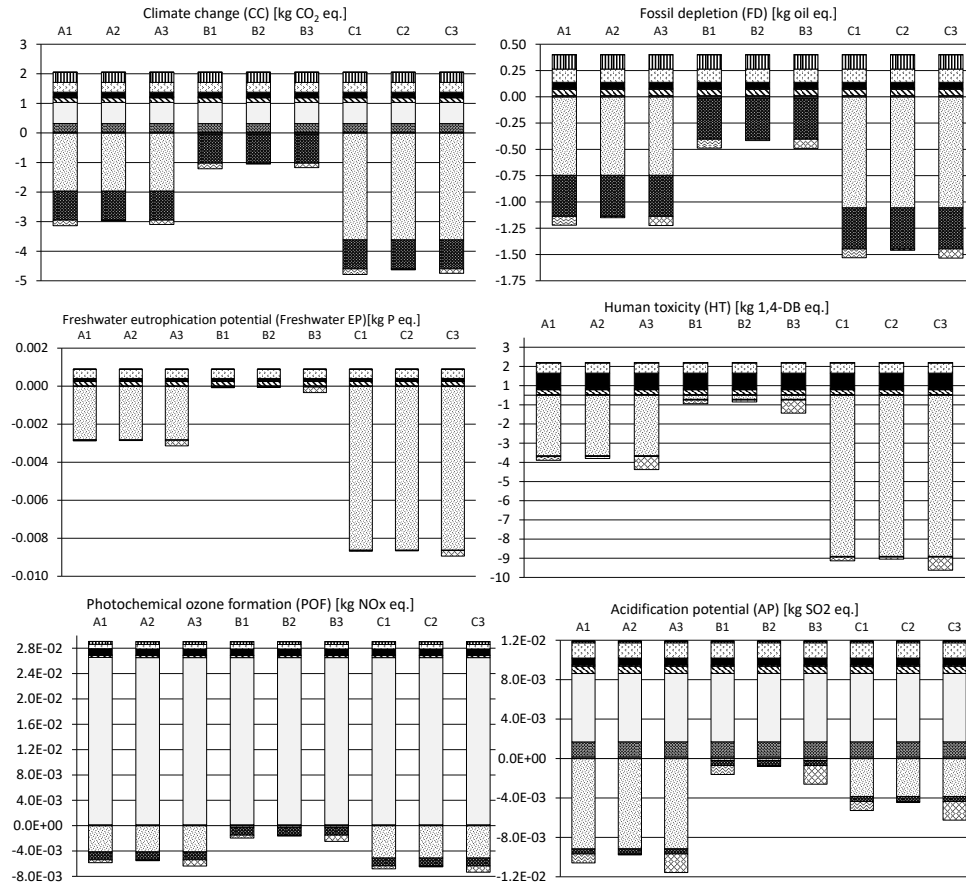 Climate change (CC) [kg CO2 eq.]
A1 A2 A3 B1 B2 B3 C1 C2 C3
3
2
1
0
-1
-2
-3
-4
-5
Fossil depletion (FD) [kg oil eq.]
A1 A2 A3 B1 B2 B3 C1 C2 C3
0.50
0.25
0.00
-0.25
-0.50
-0.75
-1.00
-1.25
-1.50
-1.75
Freshwater eutrophication potential (Freshwater EP)[kg P eq.]
A1 A2 A3 B1 B2 B3 C1 C2 C3
0.002
0.000
-0.002
-0.004
-0.006
-0.008
-0.010
Human toxicity (HT) [kg 1,4-DB eq.]
A1 A2 A3 B1 B2 B3 C1 C2 C3
3
2
1
-1
-2
-3
-4
-5
-6
-7
-8
-9
-10
Photochemical ozone formation (POF) [kg NOx eq.]
A1 A2 A3 B1 B2 B3 C1 C2 C3
2.8E-02
2.4E-02
2.0E-02
1.6E-02
1.2E-02
8.0E-03
4.0E-03
0.0E+00
-4.0E-03
-8.0E-03
Acidification potential (AP) [kg SO2 eq.]
A1 A2 A3 B1 B2 B3 C1 C2 C3
1.2E-02
8.0E-03
4.0E-03
0.0E+00
-4.0E-03
-8.0E-03
-1.2E-02